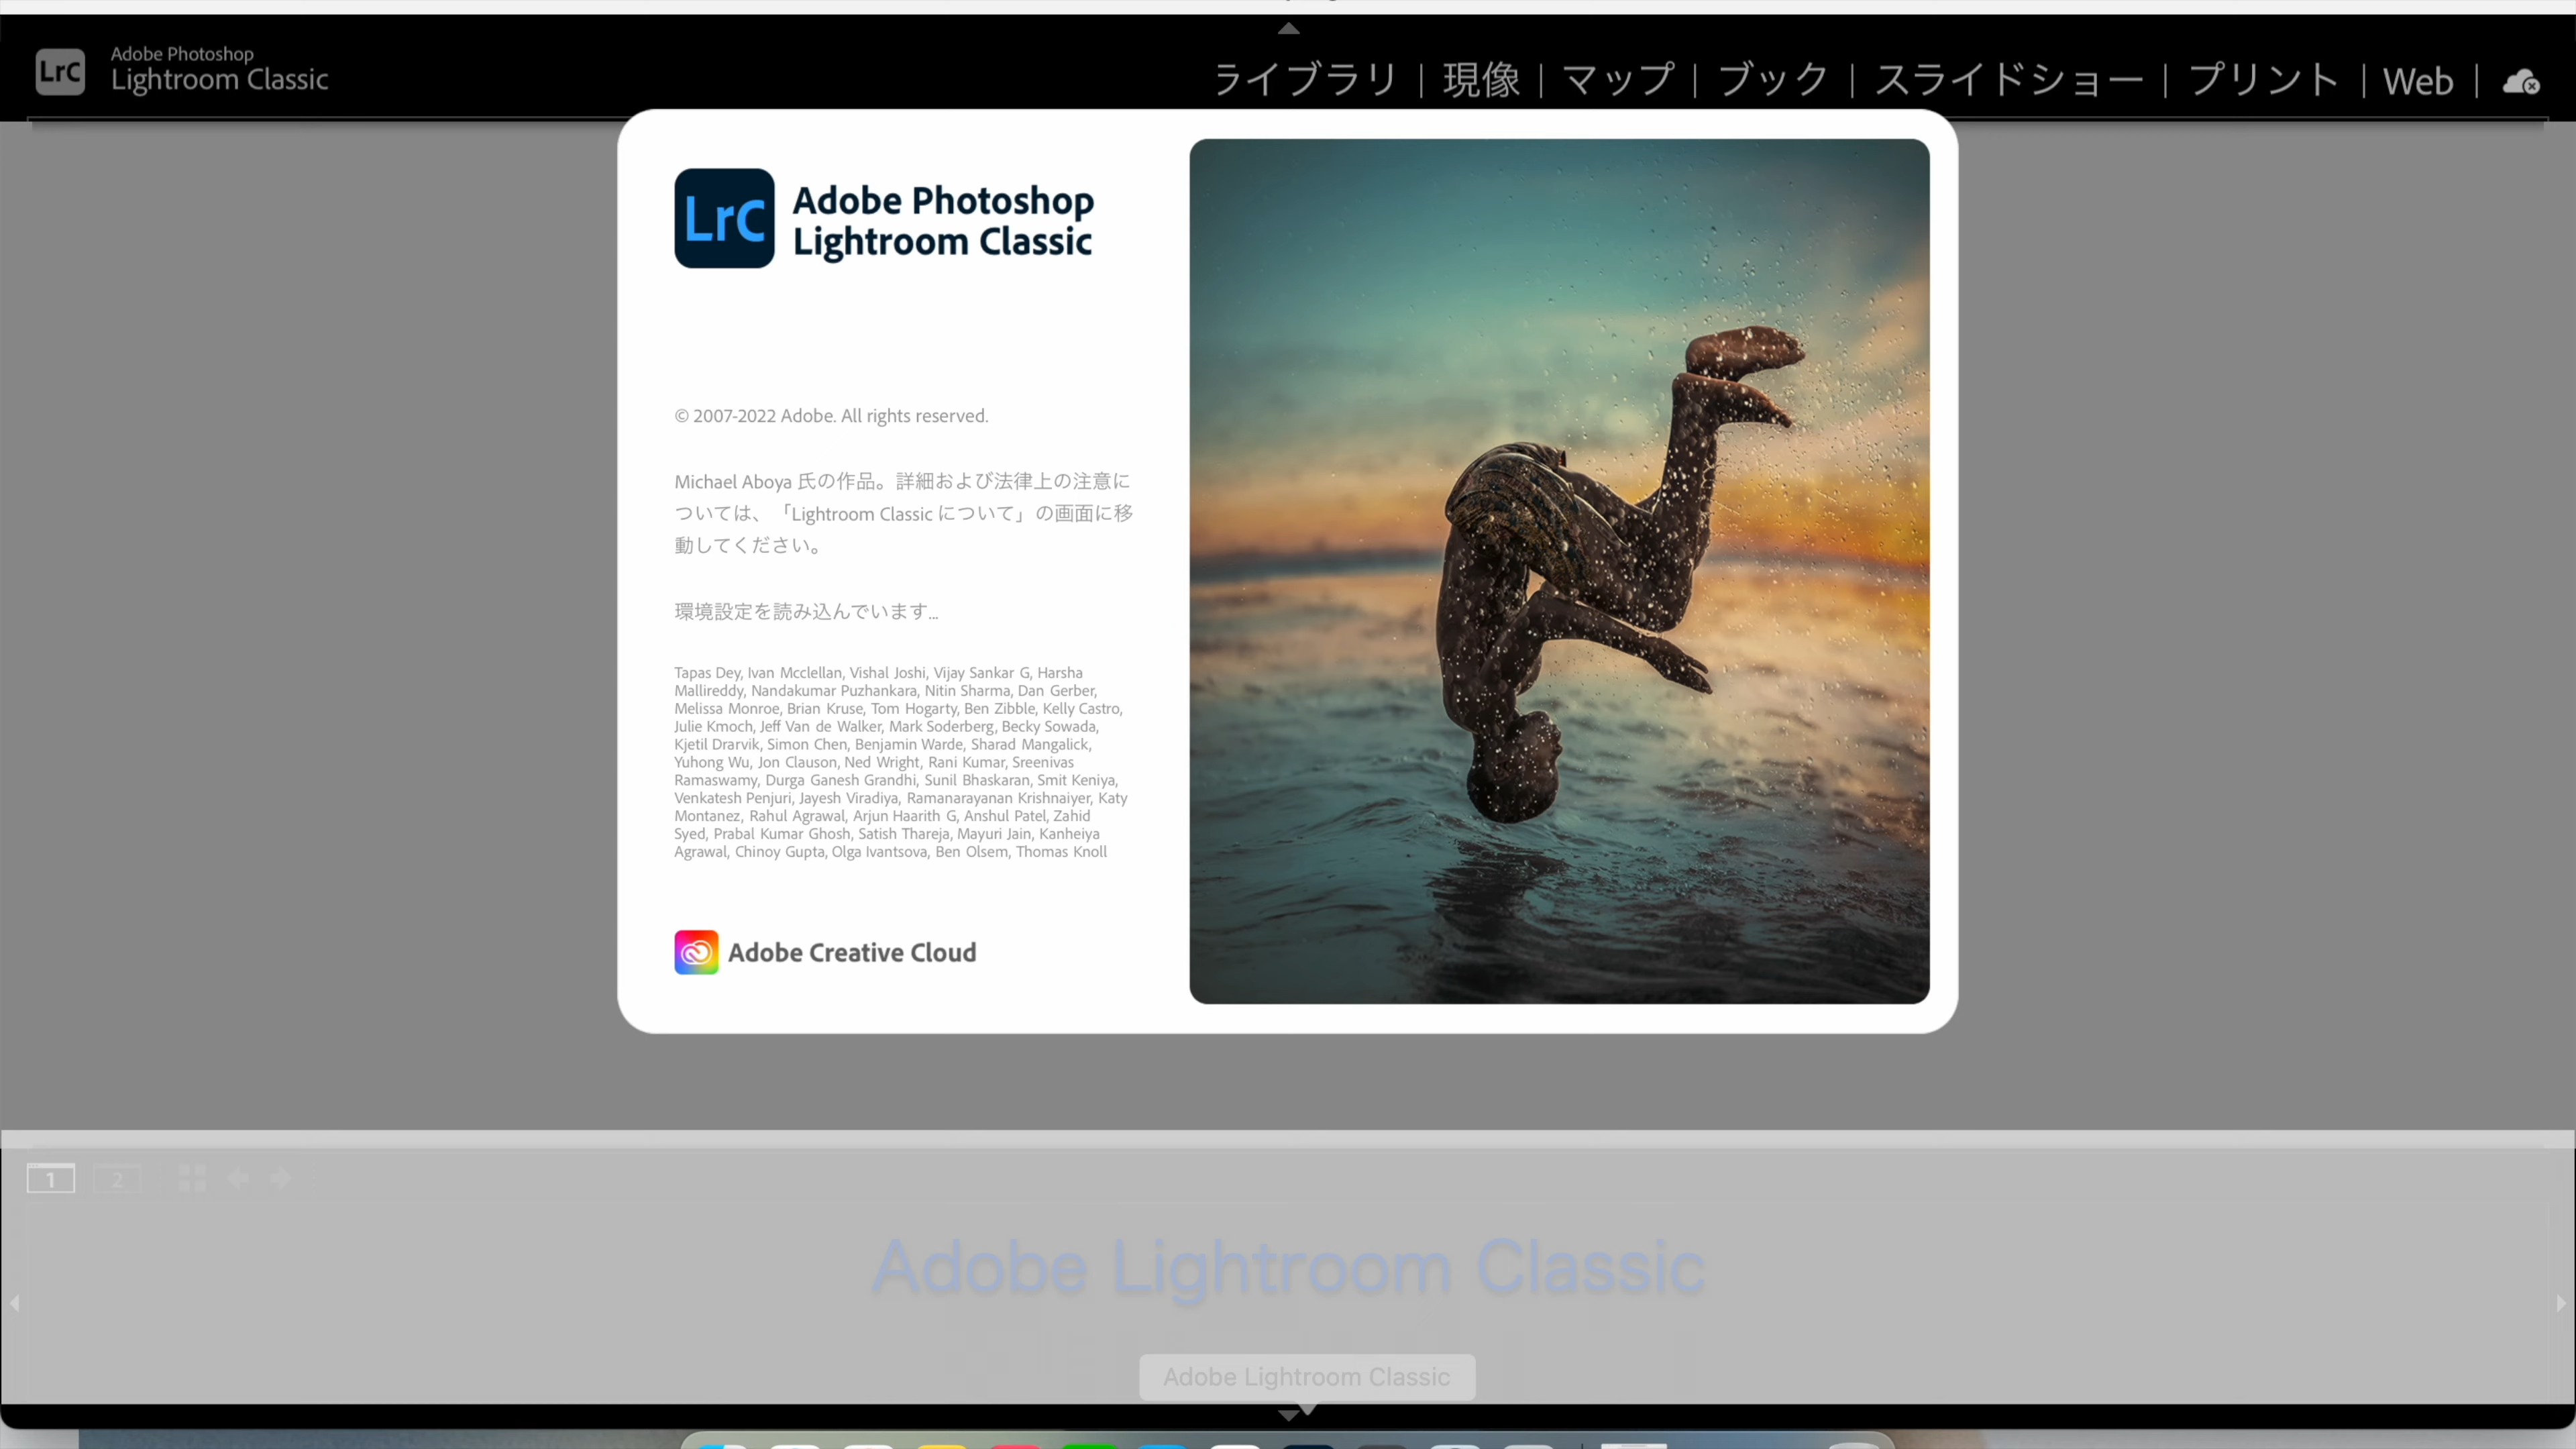 LrC
Adobe Photoshop
Lightroom Classic
ライブラリ | 現像 | マップ | ブック | スライドショー | プリント | Web |
LrC
Adobe Photoshop
Lightroom Classic
© 2007-2022 Adobe. All rights reserved.
Michael Aboya 氏の作品。詳細および法律上の注意に
ついては、「Lightroom Classic について」の画面に移
動してください。
環境設定を読み込んでいます...
Tapas Dey, Ivan Mcclellan, Vishal Joshi, Vijay Sankar G, Harsha
Mallireddy, Nandakumar Puzhankara, Nitin Sharma, Dan Gerber,
Melissa Monroe, Brian Kruse, Tom Hogarty, Ben Zibble, Kelly Castro,
Julie Kmoch, Jeff Van de Walker, Mark Soderberg, Becky Sowada,
Kjetil Drarvik, Simon Chen, Benjamin Warde, Sharad Mangalick,
Yuhong Wu, Jon Clauson, Ned Wright, Rani Kumar, Sreenivas
Ramaswamy, Durga Ganesh Grandhi, Sunil Bhaskaran, Smit Keniya,
Venkatesh Penjuri, Jayesh Viradiya, Ramanarayanan Krishnaiyer, Katy
Montanez, Rahul Agrawal, Arjun Haarith G, Anshul Patel, Zahid
Syed, Prabal Kumar Ghosh, Satish Thareja, Mayuri Jain, Kanheiya
Agrawal, Chinoy Gupta, Olga Ivantsova, Ben Olsem, Thomas Knoll
Adobe Creative Cloud
1 2
Adobe Lightroom Classic
Adobe Lightroom Classic